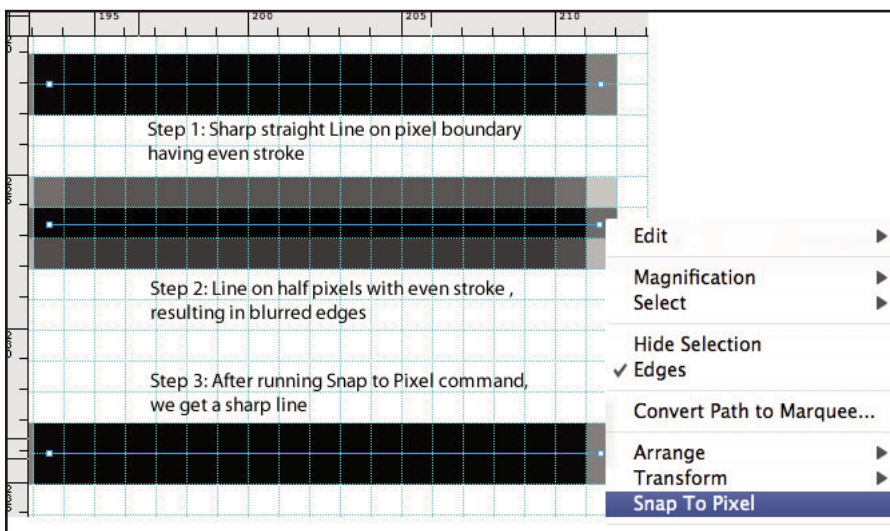 195 200 205 210
Step 1: Sharp straight Line on pixel boundary
having even stroke
Step 2: Line on half pixels with even stroke ,
resulting in blurred edges
Step 3: After running Snap to Pixel command,
we get a sharp line
Edit
Magnification
Select
Hide Selection
✓ Edges
Convert Path to Marquee...
Arrange
Transform
Snap To Pixel